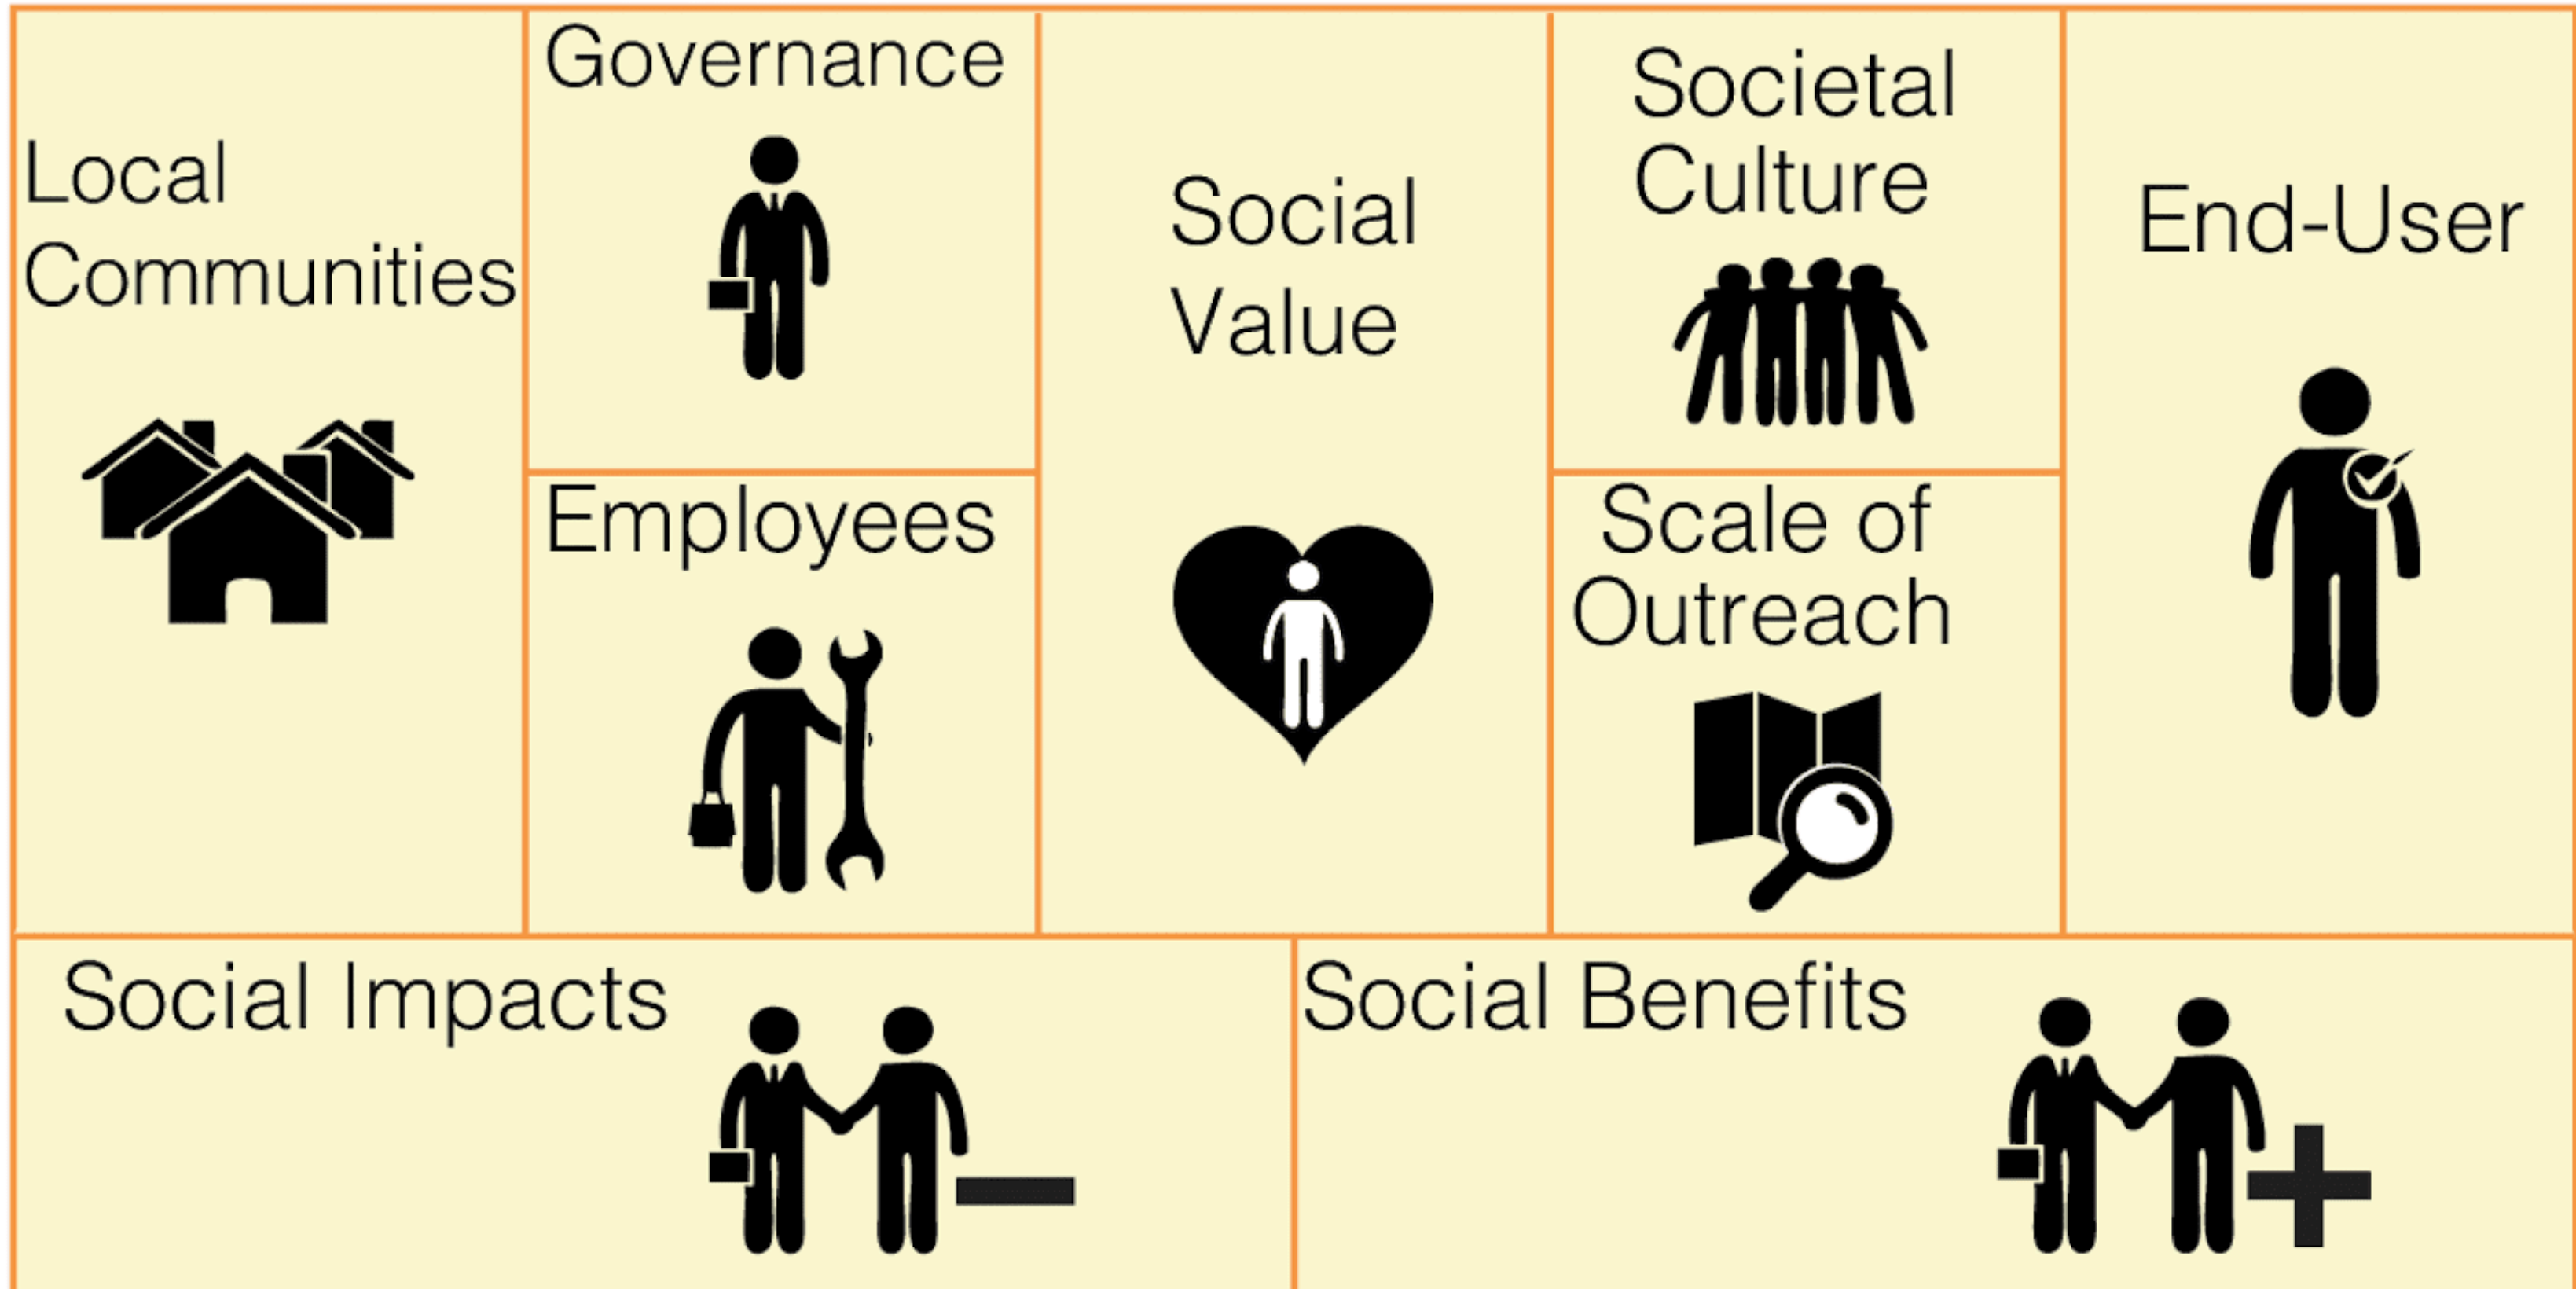 Local
Communities
Governance
Employees
Social
Value
Societal
Culture
Scale of
Outreach
End-User
Social Impacts
Social Benefits